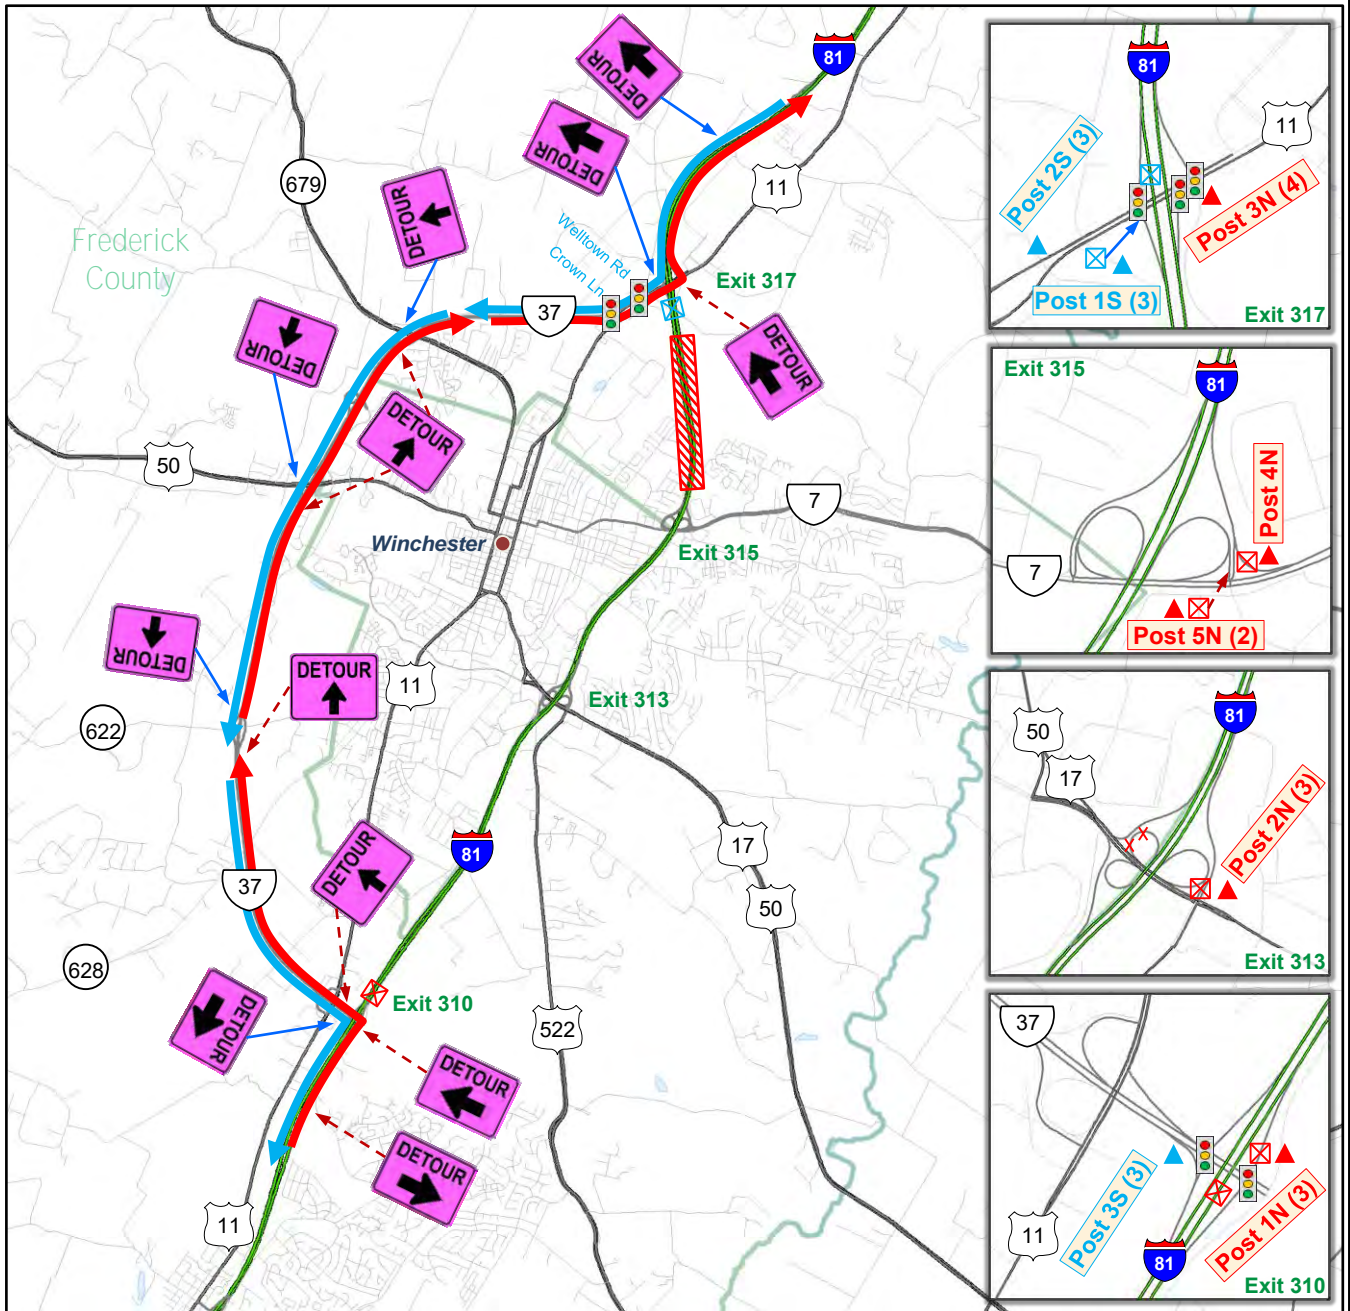 81
DETOUR
DETOUR
11
679
DETOUR
Frederick
County
Welltown Rd
Crown Ln
Exit 317
37
DETOUR
DETOUR
DETOUR
50
7
Winchester
Exit 315
DETOUR
DETOUR
11
622
Exit 313
81
17
50
DETOUR
37
628
Exit 310
DETOUR
522
DETOUR
DETOUR
11
81
11
Post 2S (3)
Post 3N (4)
Post 1S (3)
Exit 317
Exit 315
81
Post 4N
7
Post 5N (2)
50
17
81
Post 2N (3)
Exit 313
37
Post 3S (3)
Post 1N (3)
11
81
Exit 310